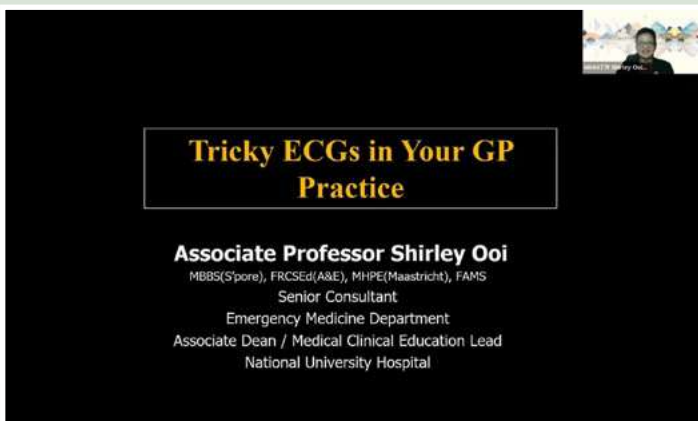 Tricky ECGs in Your GP
Practice
Associate Professor Shirley Ooi
MBBS(S'pore), FRCSEd(A&E), MHPE(Maastricht), FAMS
Senior Consultant
Emergency Medicine Department
Associate Dean / Medical Clinical Education Lead
National University Hospital